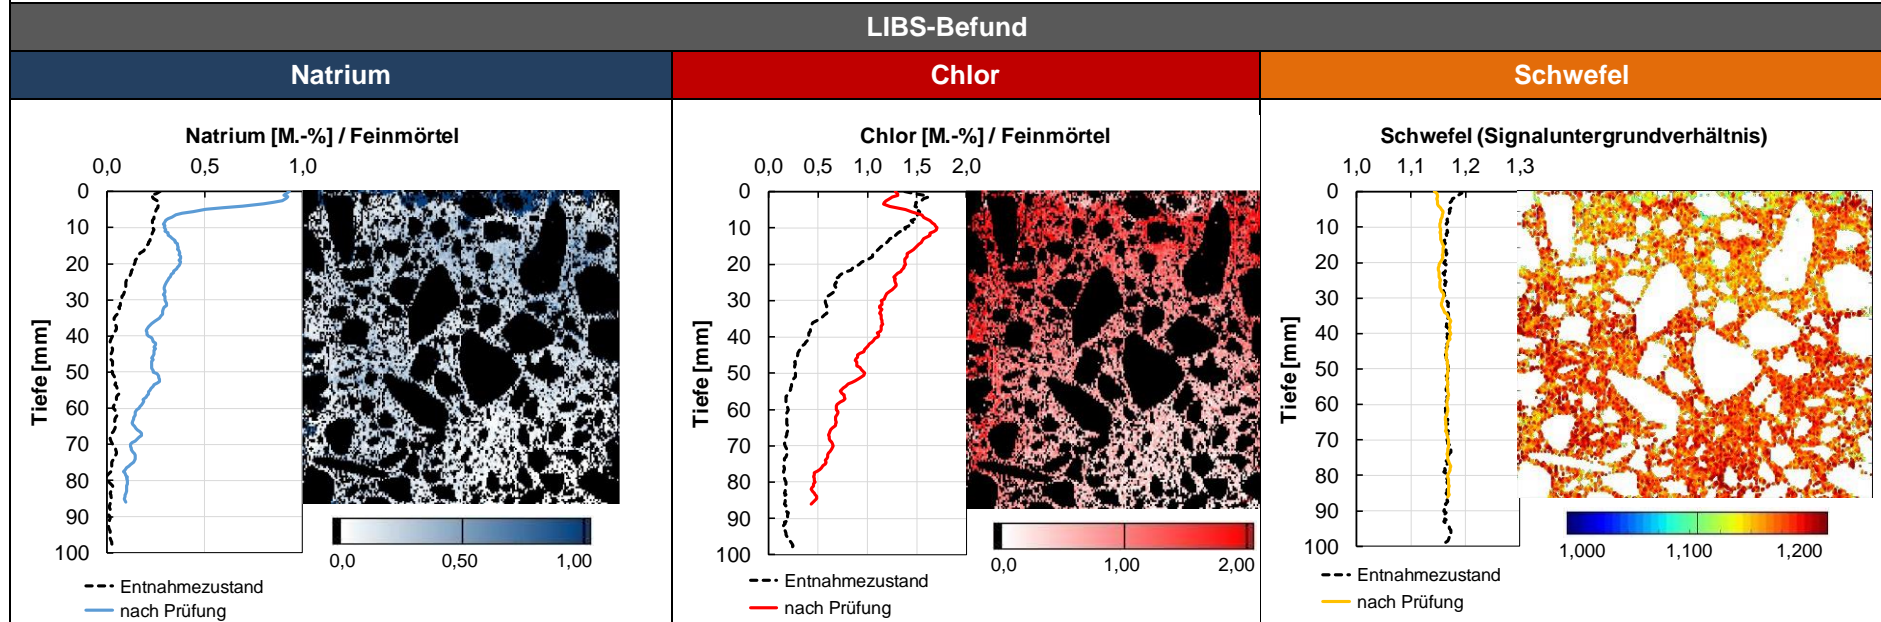 LIBS-Befund
Natrium
Chlor
Schwefel
Natrium [M.-%] / Feinmörtel
0,0 0,5 1,0
0
10
20
30
40
50
60
70
80
90
100
Tiefe [mm]
0,0 0,50 1,00
Entnahmezustand
nach Prüfung
Chlor [M.-%] / Feinmörtel
0,0 0,5 1,0 1,5 2,0
0
10
20
30
40
50
60
70
80
90
100
Tiefe [mm]
0,0 1,00 2,00
Entnahmezustand
nach Prüfung
Schwefel (Signaluntergrundverhältnis)
1,0 1,1 1,2 1,3
0
10
20
30
40
50
60
70
80
90
100
Tiefe [mm]
1,000 1,100 1,200
Entnahmezustand
nach Prüfung